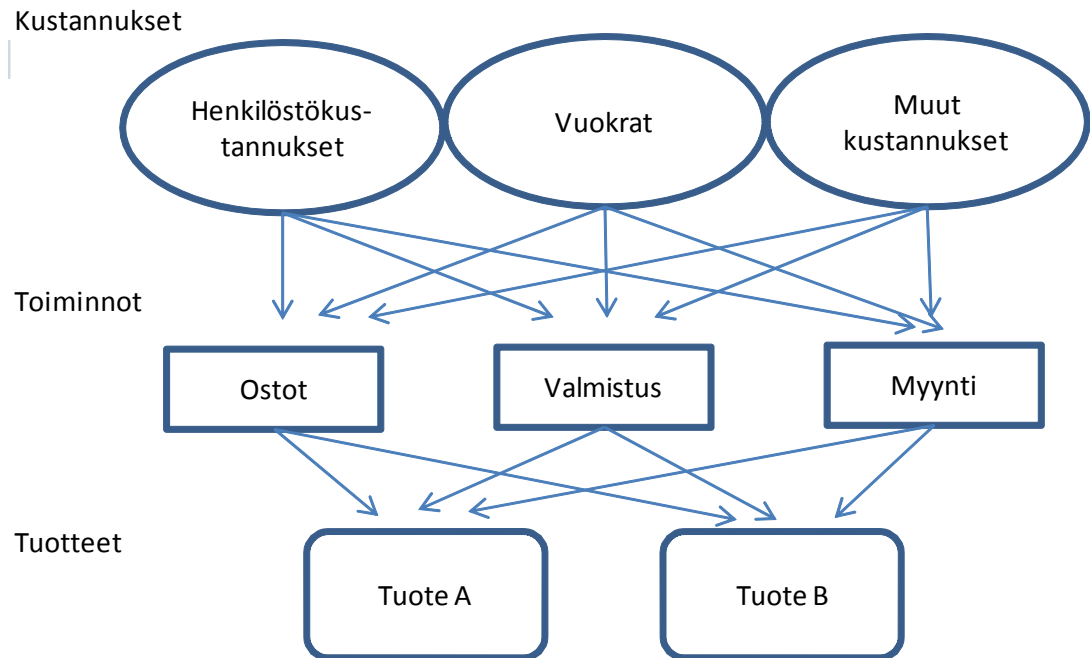 Kustannukset
Henkilöstökus-
tannukset
Vuokrat
Muut
kustannukset
Toiminnot
Ostot
Valmistus
Myynti
Tuotteet
Tuote A
Tuote B